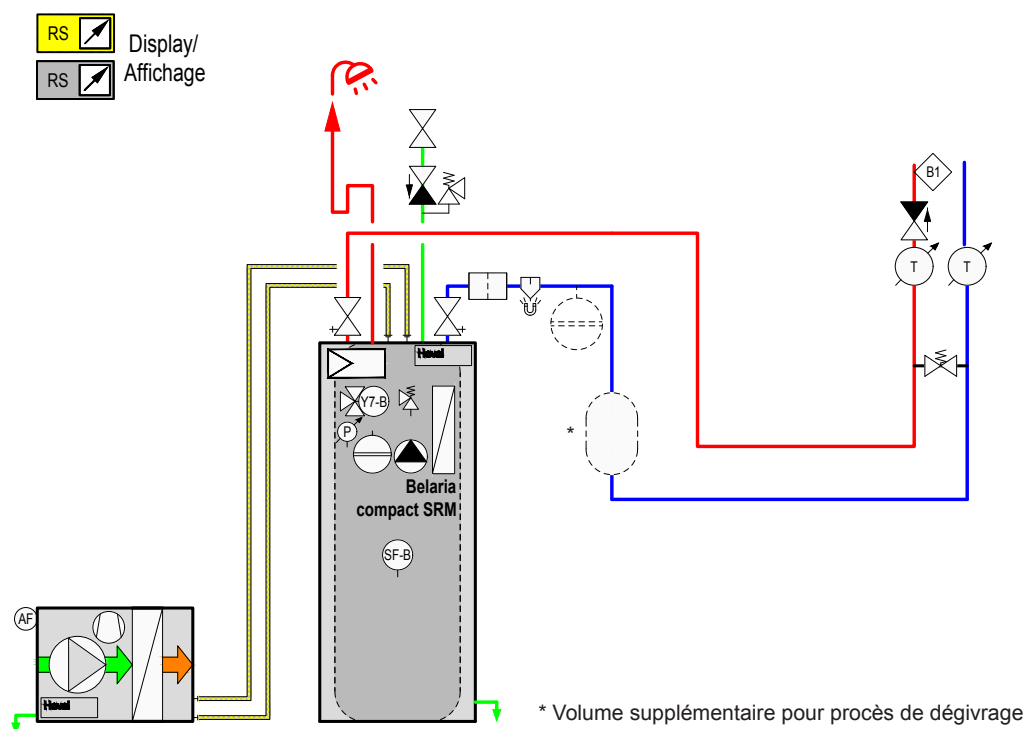 RS
Display/
RS
Affichage
B1
T
T
Hoval
Y7-B
P
*
Belaria
compact SRM
SF-B
AF
Hoval
* Volume supplémentaire pour procès de dégivrage